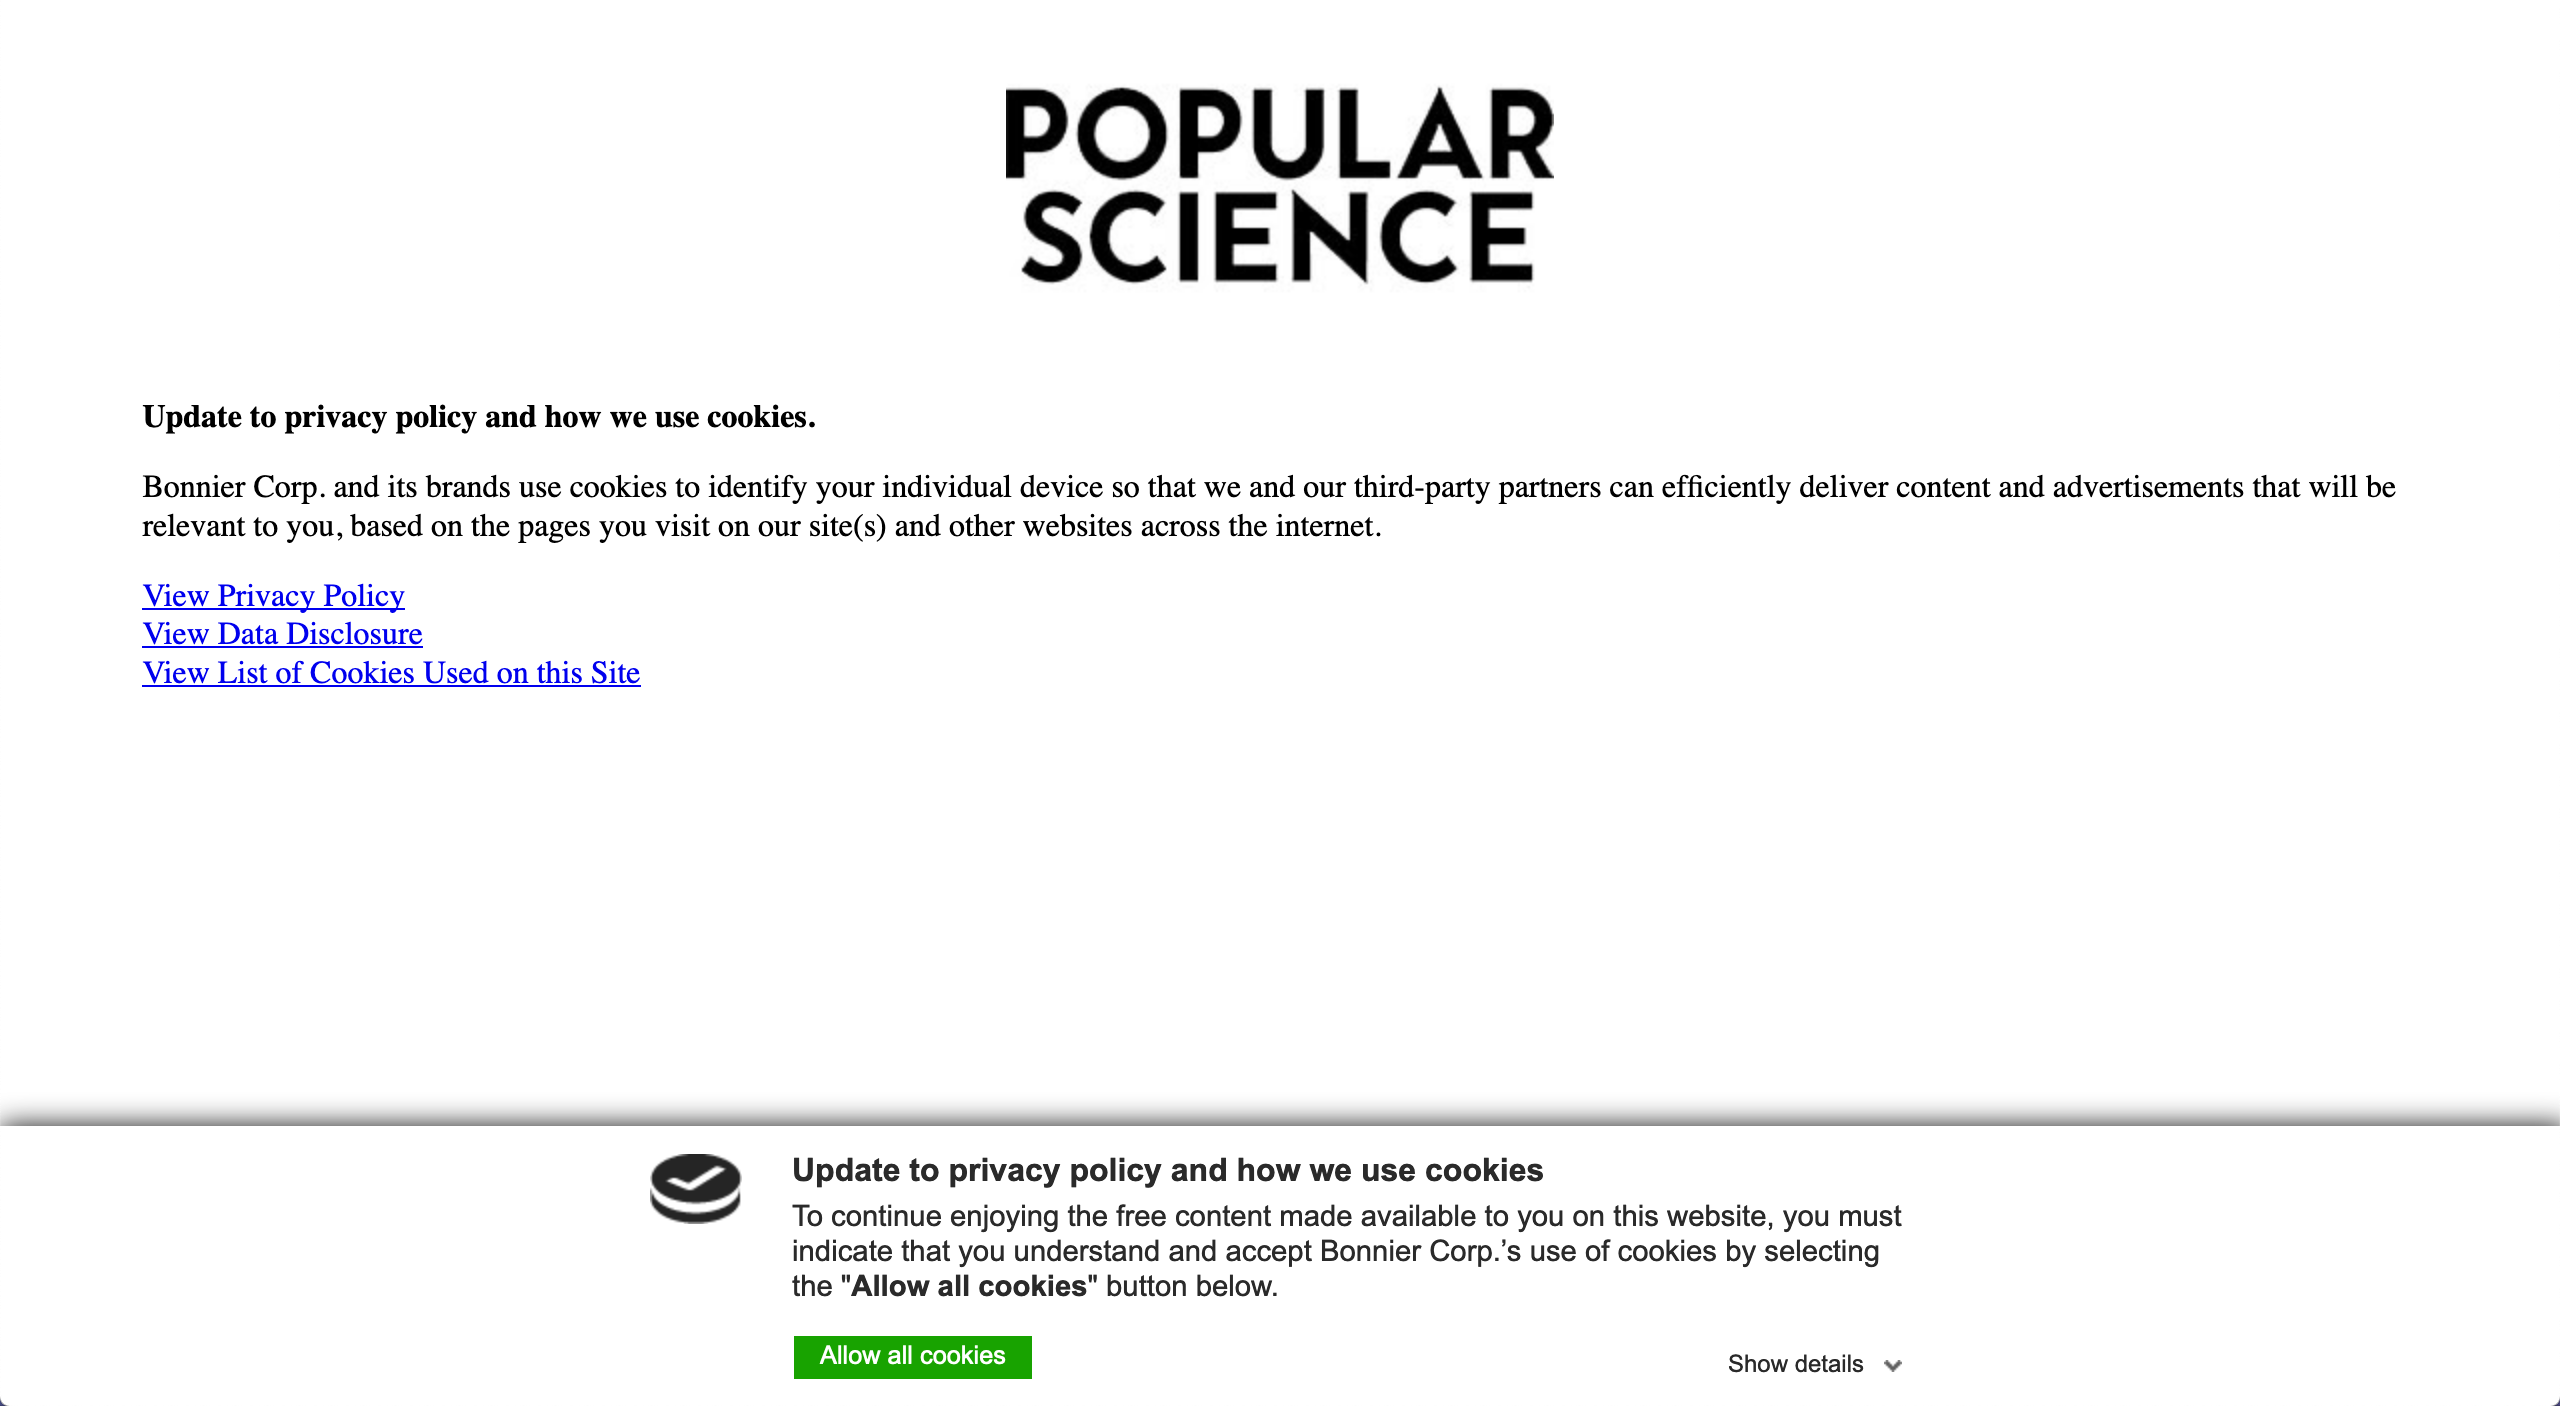 POPULAR
SCIENCE
Update to privacy policy and how we use cookies.
Bonnier Corp. and its brands use cookies to identify your individual device so that we and our third-party partners can efficiently deliver content and advertisements that will be
relevant to you, based on the pages you visit on our site(s) and other websites across the internet.
View Privacy Policy
View Data Disclosure
View List of Cookies Used on this Site
Update to privacy policy and how we use cookies
To continue enjoying the free content made available to you on this website, you must
indicate that you understand and accept Bonnier Corp.’s use of cookies by selecting
the "Allow all cookies" button below.
Allow all cookies
Show details